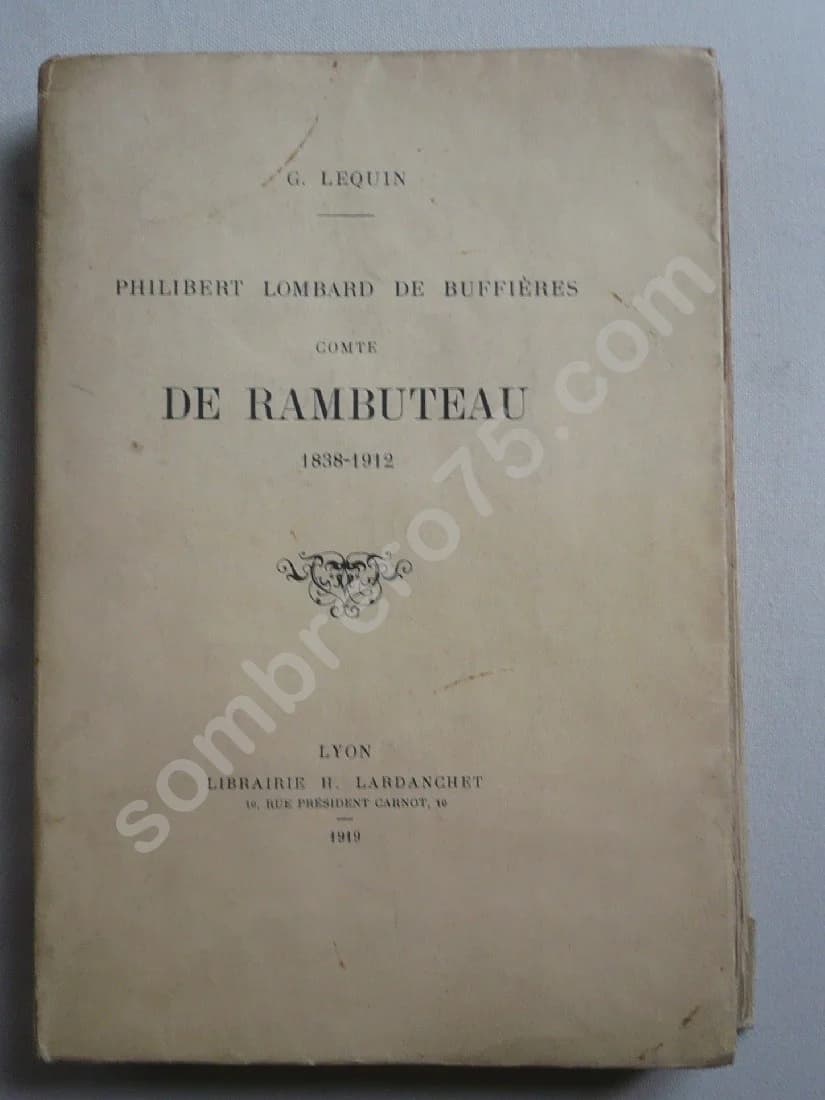 G. LEQUIN
PHILIBERT LOMBARD DE BUFFIÈRES
COMTE
DE RAMBUTEAU
1838-1912
LYON
LIBRAIRIE H. LARDANCHET
10, RUE PRÉSIDENT CARNOT, 10
1919
sombrero75.com